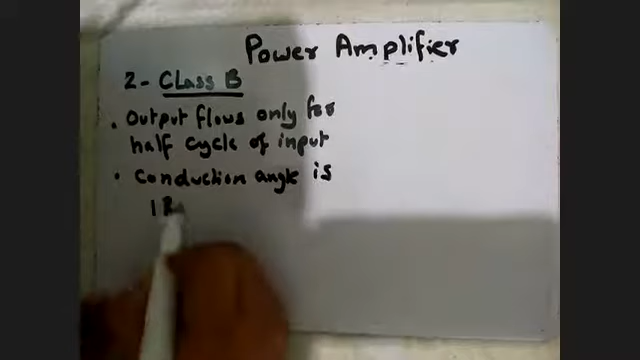 Power Amplifier
2- Class B
• Output flows only for
half cycle of input
• Conduction angle is